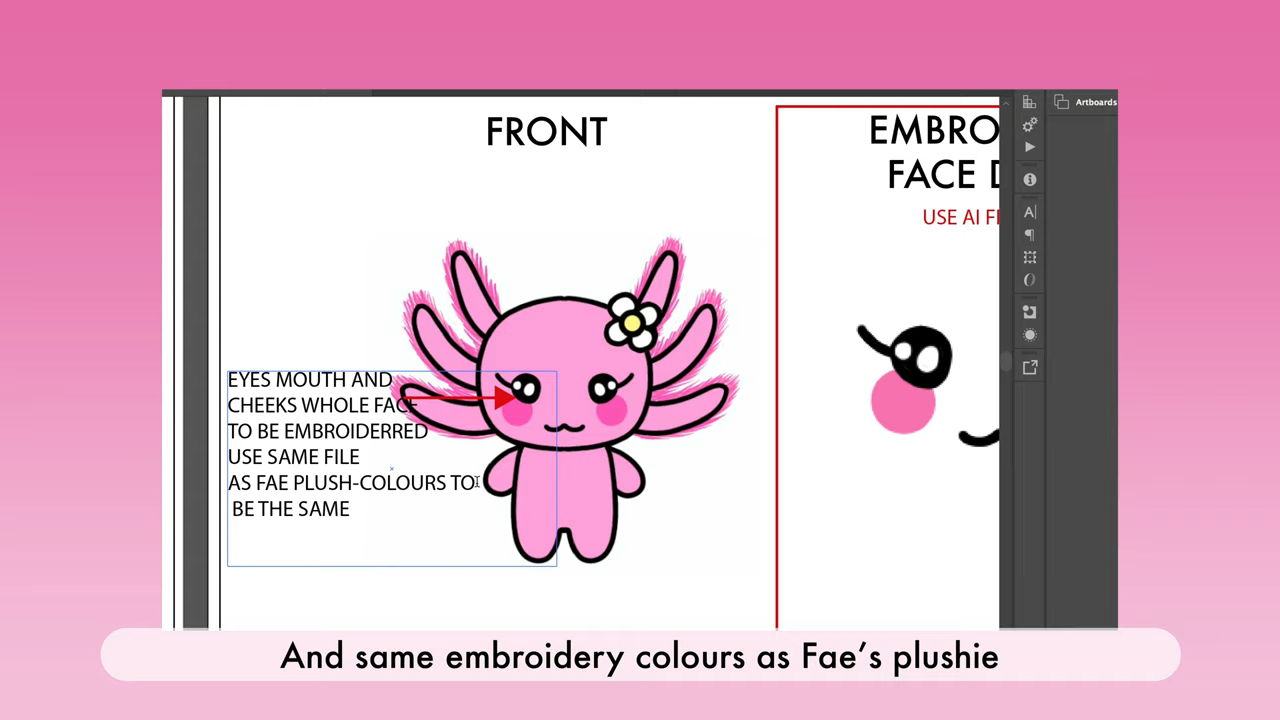 FRONT
EMBRO
FACE D
USE AI FI
Artboards
EYES MOUTH AND
CHEEKS WHOLE FACE
TO BE EMBROIDERRED
USE SAME FILE
AS FAE PLUSH-COLOURS TO
BE THE SAME
And same embroidery colours as Fae’s plushie